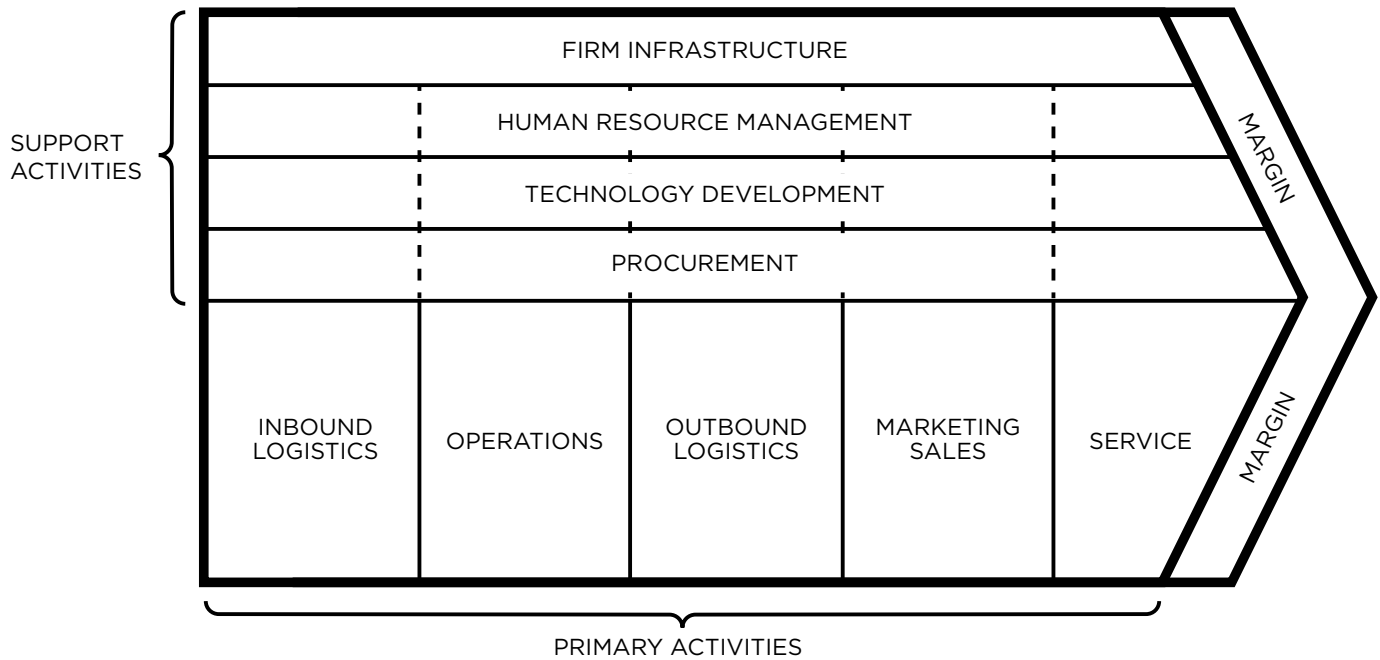 FIRM INFRASTRUCTURE
HUMAN RESOURCE MANAGEMENT
TECHNOLOGY DEVELOPMENT
PROCUREMENT
SUPPORT
ACTIVITIES
MARGIN
INBOUND
LOGISTICS
OPERATIONS
OUTBOUND
LOGISTICS
MARKETING
SALES
SERVICE
MARGIN
PRIMARY ACTIVITIES